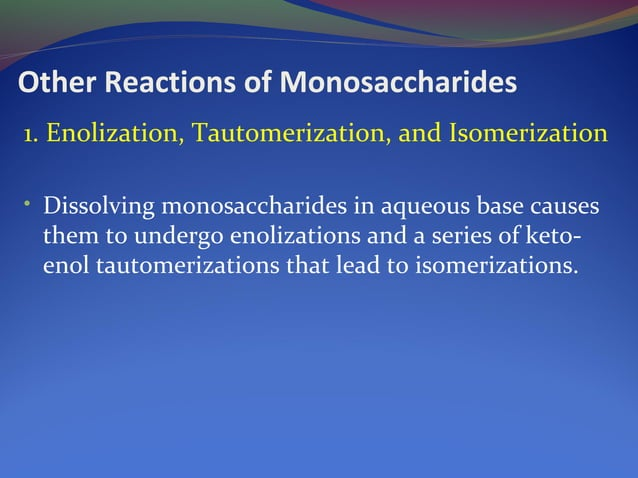 Other Reactions of Monosaccharides
1. Enolization, Tautomerization, and Isomerization
• Dissolving monosaccharides in aqueous base causes
them to undergo enolizations and a series of keto-
enol tautomerizations that lead to isomerizations.